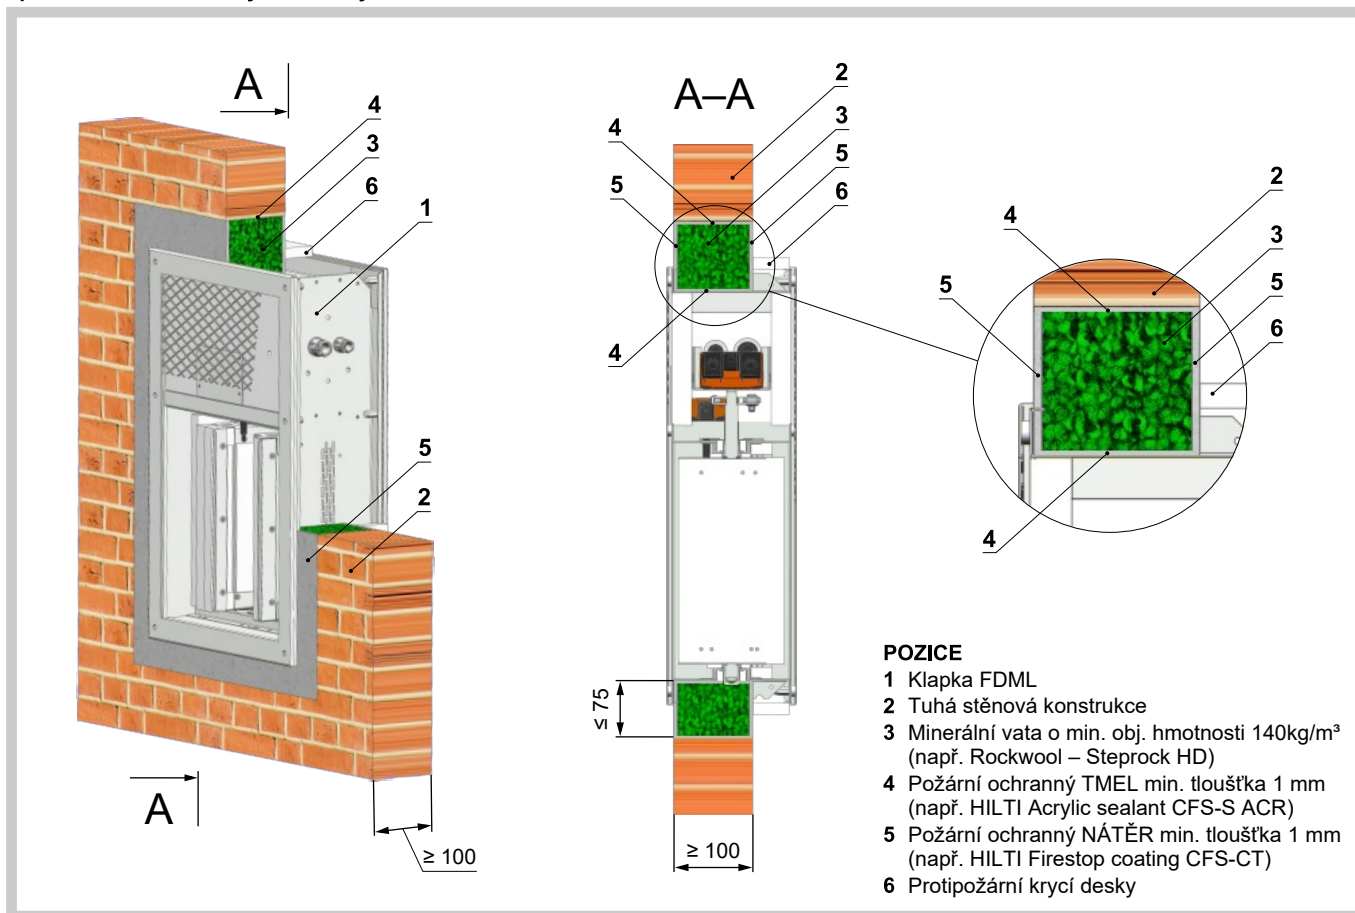 A
4
3
6
1
5
2
A
≥ 100
A–A
2
3
4
5
5
6
4
≤ 75
≥ 100
2
4
3
5
5
6
4
POZICE
1 Klapka FDML
2 Tuhá stěnová konstrukce
3 Minerální vata o min. obj. hmotnosti 140kg/m³
(např. Rockwool – Steprock HD)
4 Požární ochranný TMEL min. tloušťka 1 mm
(např. HILTI Acrylic sealant CFS-S ACR)
5 Požární ochranný NÁTĚR min. tloušťka 1 mm
(např. HILTI Firestop coating CFS-CT)
6 Protipožární krycí desky